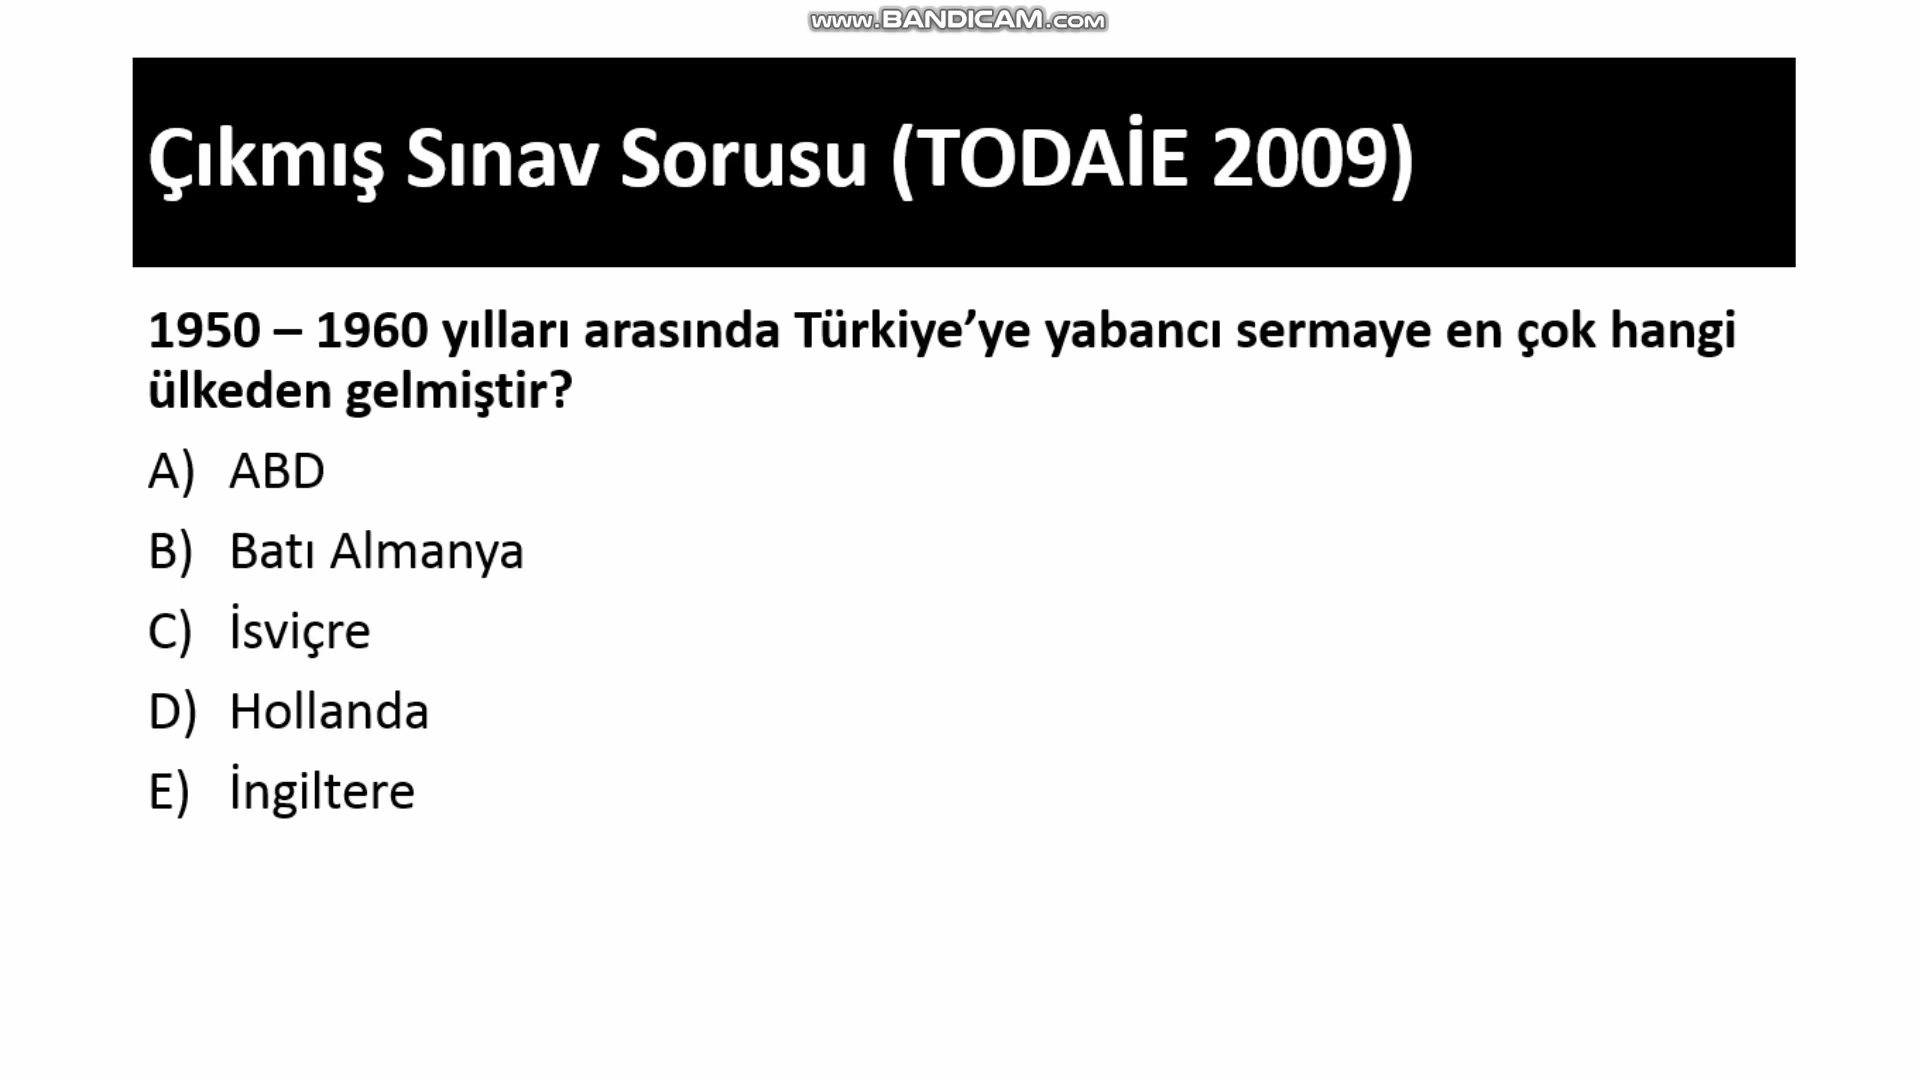 www.BANDICAM.com
Çıkmış Sınav Sorusu (TODAİE 2009)
1950 – 1960 yılları arasında Türkiye’ye yabancı sermaye en çok hangi
ülkeden gelmiştir?
A) ABD
B) Batı Almanya
C) İsviçre
D) Hollanda
E) İngiltere